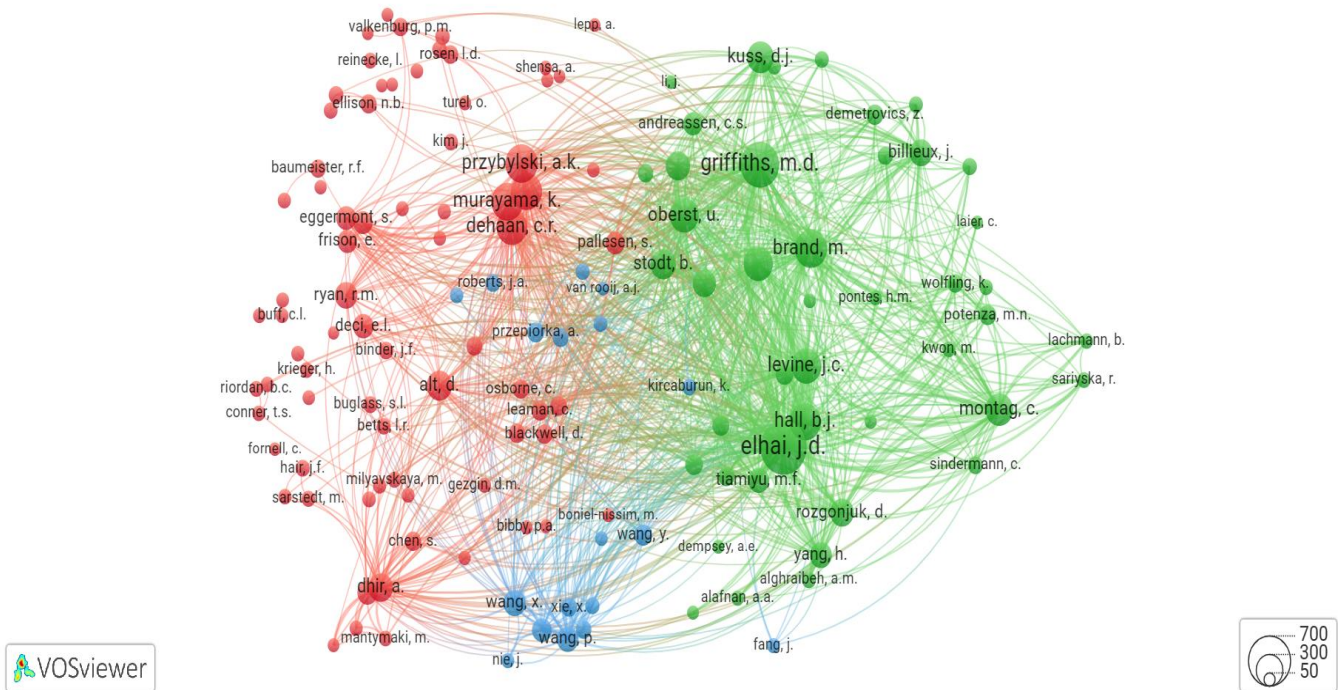 valkenburg, p.m.
lepp, a.
reinecke, l.
rosen, l.d.
shensa, a.
kuss, d.j.
li, j.
ellison, n.b.
turel, o.
andreassen, c.s.
demetrovics, z.
kim, j.
billieux, j.
baumeister, r.f.
przybylski, a.k.
griffiths, m.d.
murayama, k.
eggermont, s.
dehaan, c.r.
oberst, u.
laier, c.
frison, e.
pallesen, s.
brand, m.
stodt, b.
roberts, j.a.
van rooij, a.j.
wolfling, k.
ryan, r.m.
pontes, h.m.
buff, c.l.
deci, e.l.
przepiorka, a.
potenza, m.n.
binder, j.f.
kwon, m.
lachmann, b.
krieger, h.
levine, j.c.
riordan, b.c.
alt, d.
osborne, c.
kircaburun, k.
sariyska, r.
conner, t.s.
buglass, s.l.
leaman, c.
montag, c.
betts, l.r.
blackwell, d.
hall, b.j.
fornell, c.
elhai, j.d.
hair, j.f.
sindermann, c.
milyavskaya, m.
gezgin, d.m.
tiamiyu, m.f.
sarstedt, m.
boniel-nissim, m.
rozgonjuk, d.
bibby, p.a.
chen, s.
wang, y.
dempsey, a.e.
yang, h.
dhir, a.
alghraibeh, a.m.
wang, x.
xie, x.
alafnan, a.a.
mantymaki, m.
wang, p.
fang, j.
nie, j.
VOSviewer
700
300
50